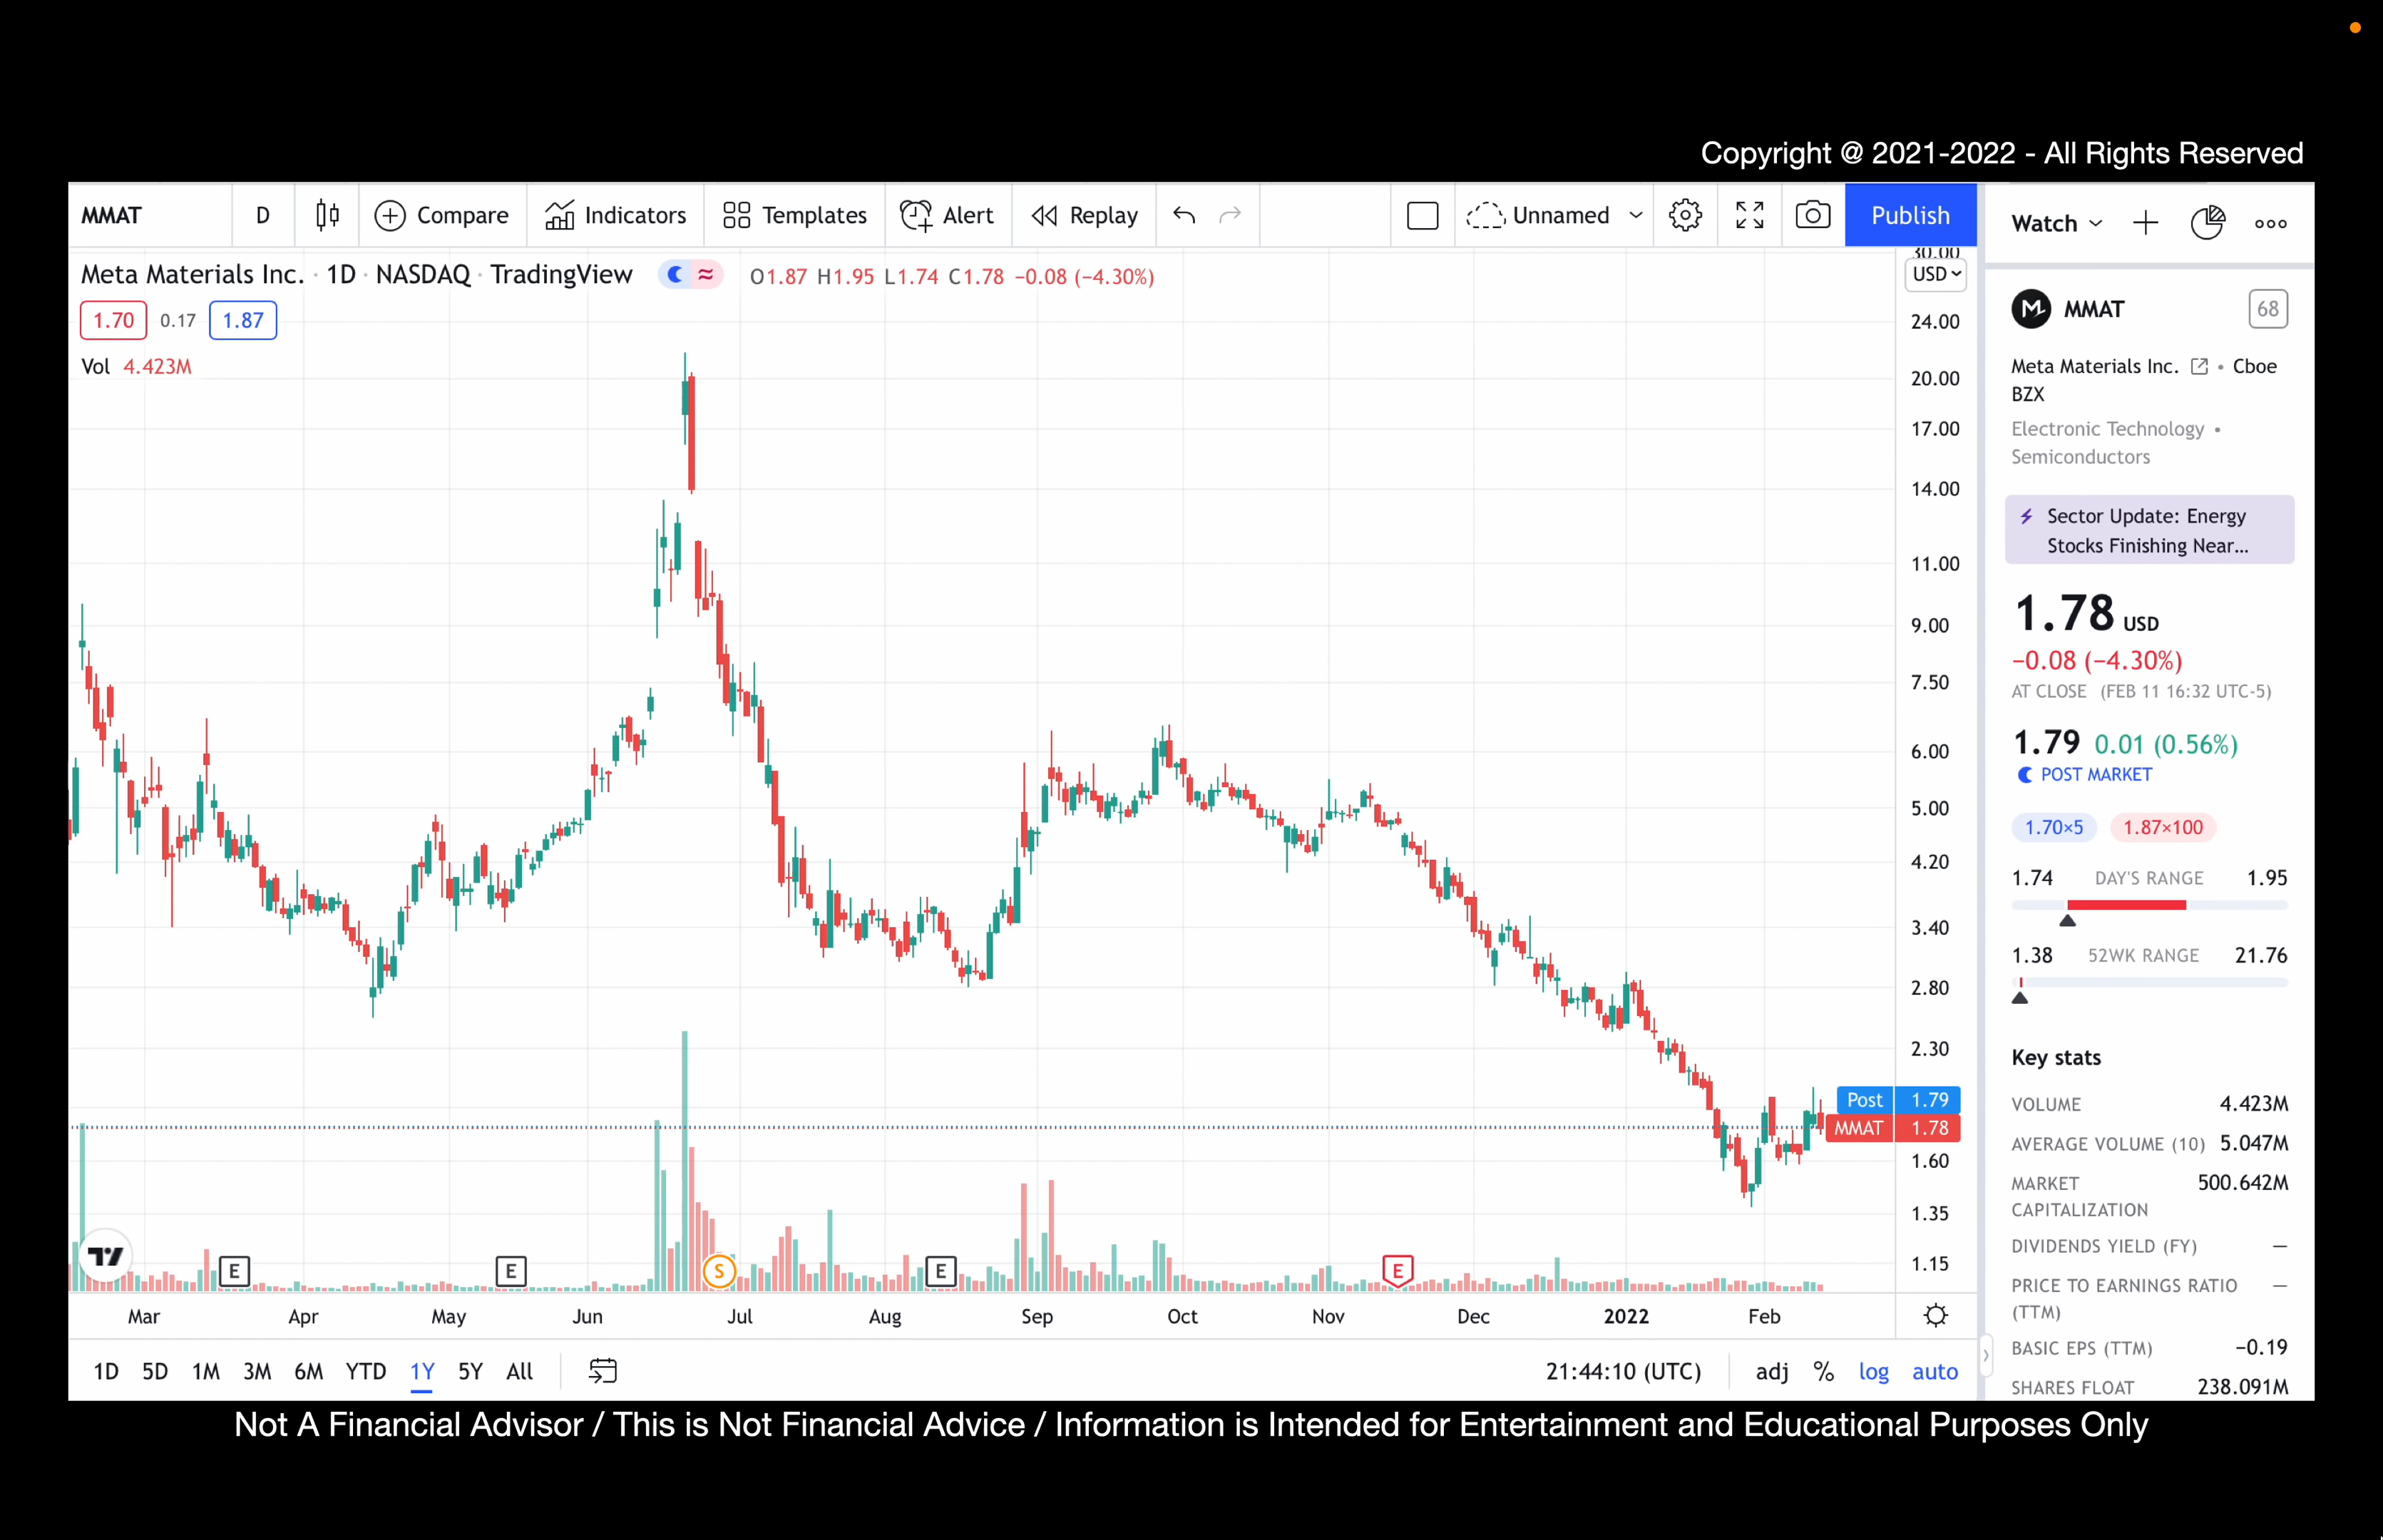 Copyright @ 2021-2022 - All Rights Reserved
MMAT D Compare Indicators Templates Alert Replay Unnamed Publish
Watch
Meta Materials Inc. · 1D · NASDAQ · TradingView O1.87 H1.95 L1.74 C1.78 −0.08 (−4.30%)
1.70 0.17 1.87
Vol 4.423M
30.00
USD
24.00
20.00
17.00
14.00
11.00
9.00
7.50
6.00
5.00
4.20
3.40
2.80
2.30
Post 1.79
MMAT 1.78
1.60
1.35
1.15
E E S E E
Mar Apr May Jun Jul Aug Sep Oct Nov Dec 2022 Feb
1D 5D 1M 3M 6M YTD 1Y 5Y All 21:44:10 (UTC) adj % log auto
MMAT 68
Meta Materials Inc. • Cboe
BZX
Electronic Technology •
Semiconductors
Sector Update: Energy
Stocks Finishing Near...
1.78 USD
−0.08 (−4.30%)
AT CLOSE (FEB 11 16:32 UTC-5)
1.79 0.01 (0.56%)
POST MARKET
1.70×5 1.87×100
1.74 DAY'S RANGE 1.95
1.38 52WK RANGE 21.76
Key stats
VOLUME 4.423M
AVERAGE VOLUME (10) 5.047M
MARKET 500.642M
CAPITALIZATION
DIVIDENDS YIELD (FY) —
PRICE TO EARNINGS RATIO —
(TTM)
BASIC EPS (TTM) −0.19
SHARES FLOAT 238.091M
Not A Financial Advisor / This is Not Financial Advice / Information is Intended for Entertainment and Educational Purposes Only